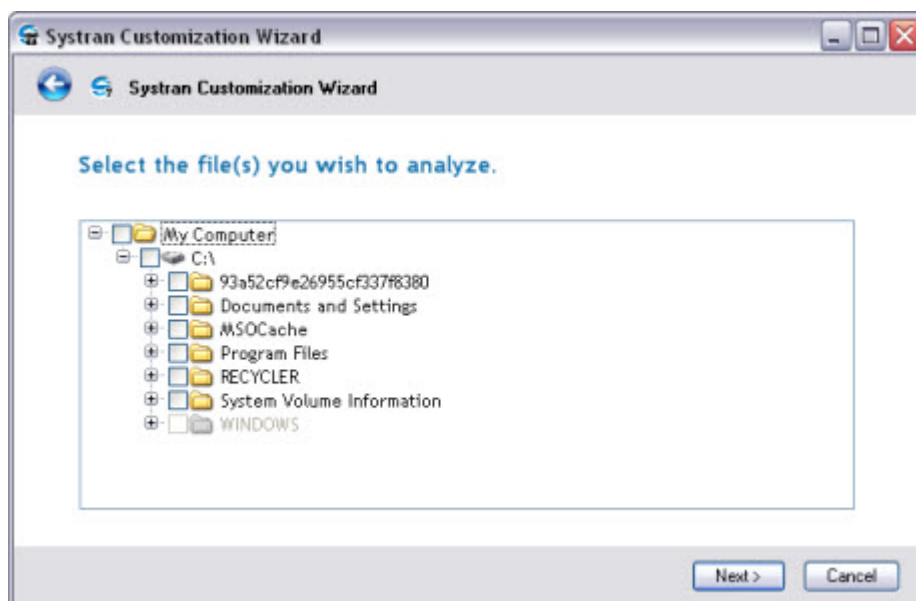 Systran Customization Wizard
Systran Customization Wizard
Select the file(s) you wish to analyze.
My Computer
C:\
93a52cf9e26955cf337f8380
Documents and Settings
MSOCache
Program Files
RECYCLER
System Volume Information
WINDOWS
Next >
Cancel